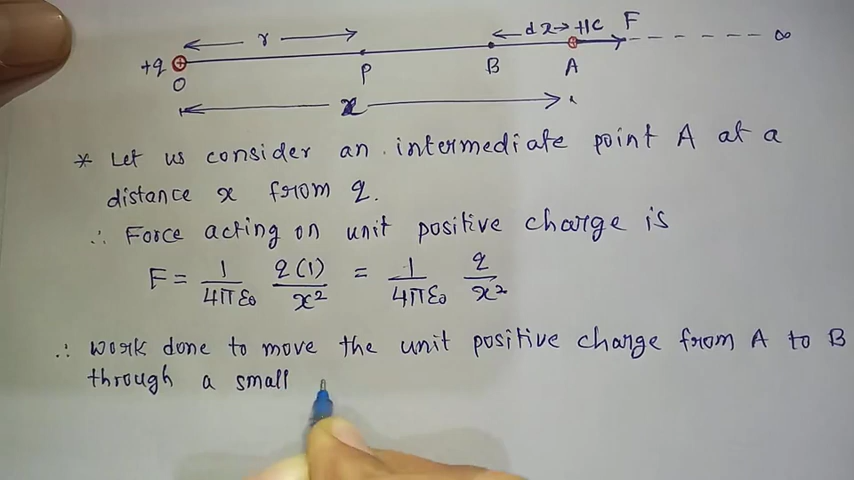 r
dx +1C F
∞
+q
O
P
B
A
x
* Let us consider an intermediate point A at a
distance x from q.
∴ Force acting on unit positive charge is
F = 1/4πε₀ q(1)/x² = 1/4πε₀ q/x²
∴ work done to move the unit positive charge from A to B
through a small